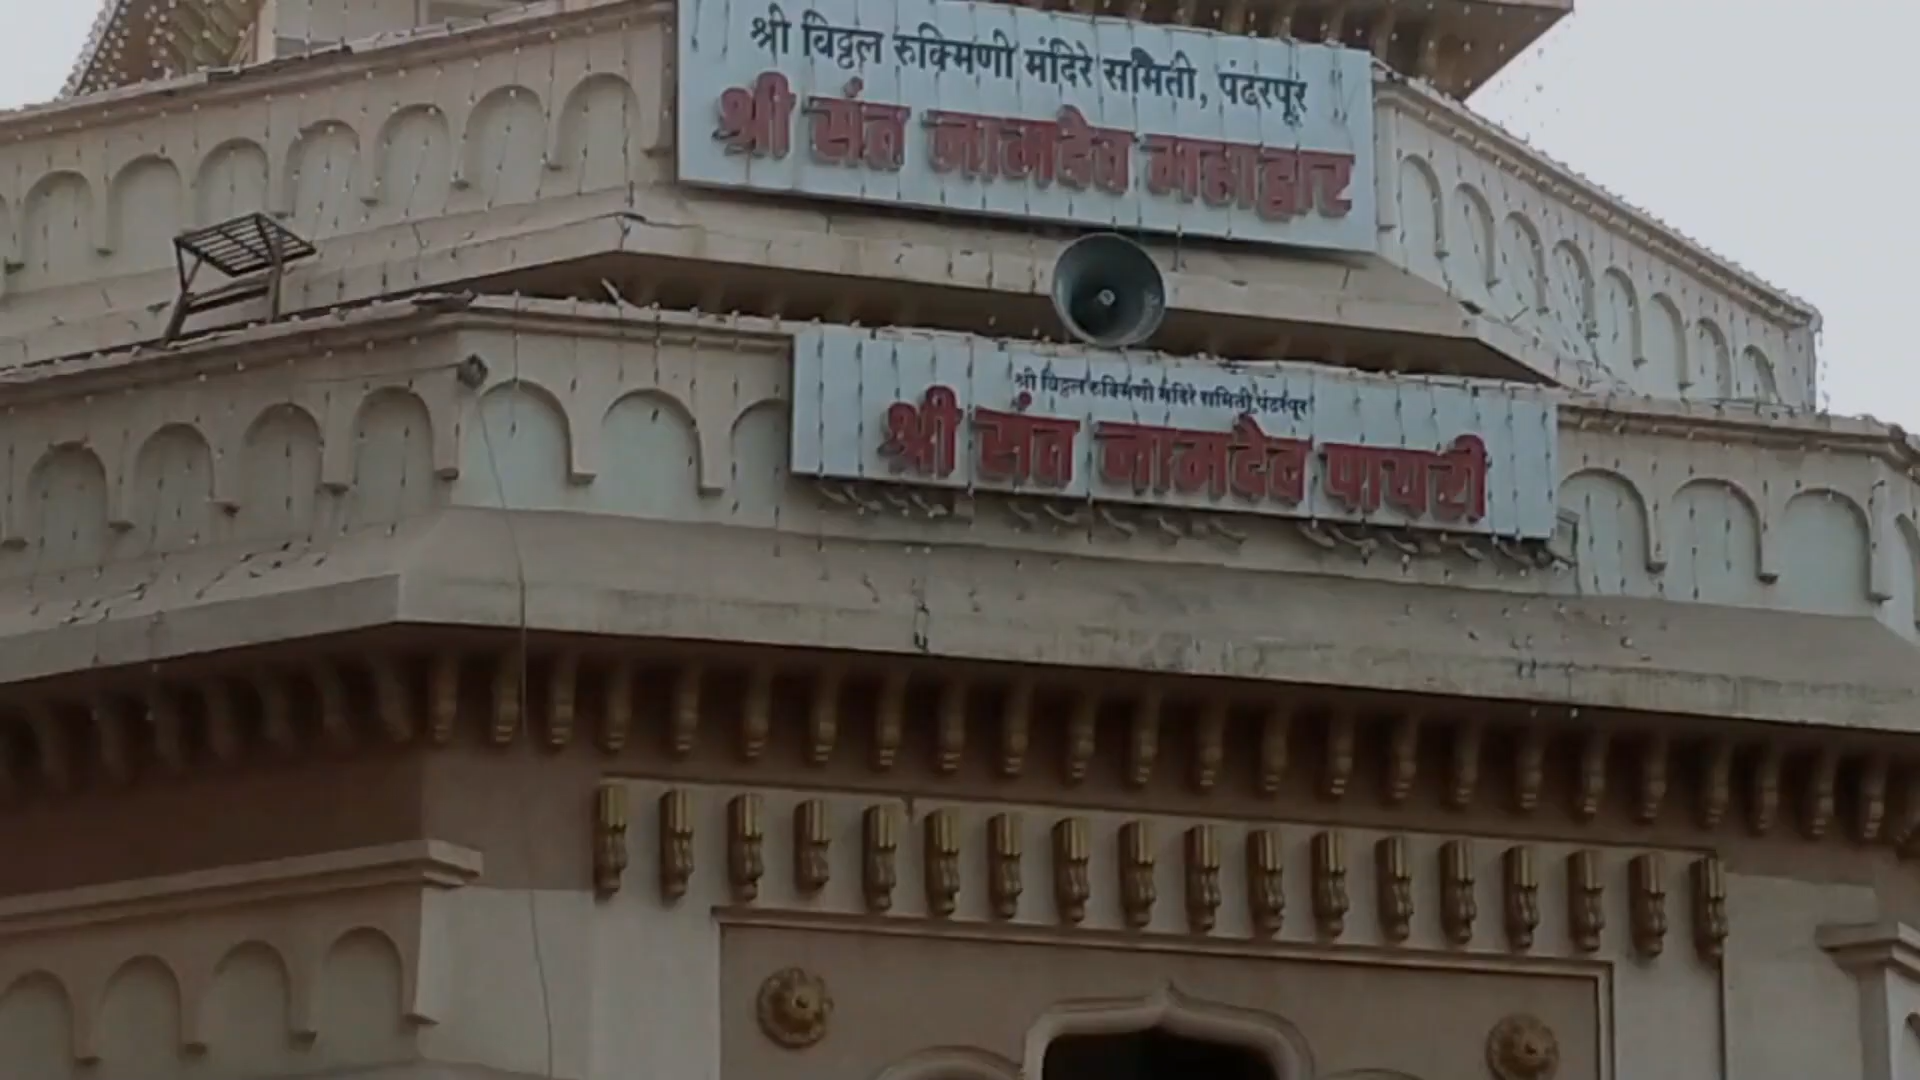 श्री विठ्ठल रुक्मिणी मंदिरे समिती, पंढरपूर
श्री संत नामदेव महाद्वार
श्री विठ्ठल रुक्मिणी मंदिरे समिती,पंढरपूर
श्री संत नामदेव पायरी